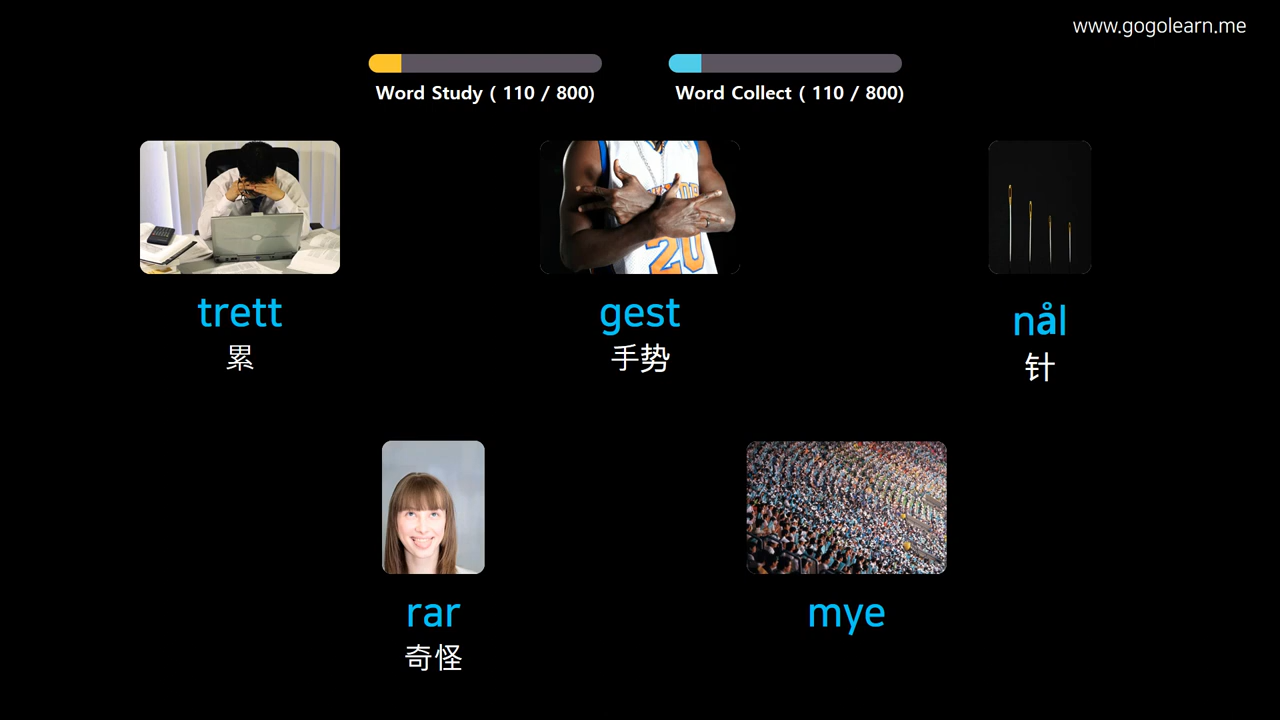 www.gogolearn.me
Word Study ( 110 / 800)
Word Collect ( 110 / 800)
trett
累
gest
手势
nål
针
rar
奇怪
mye
20